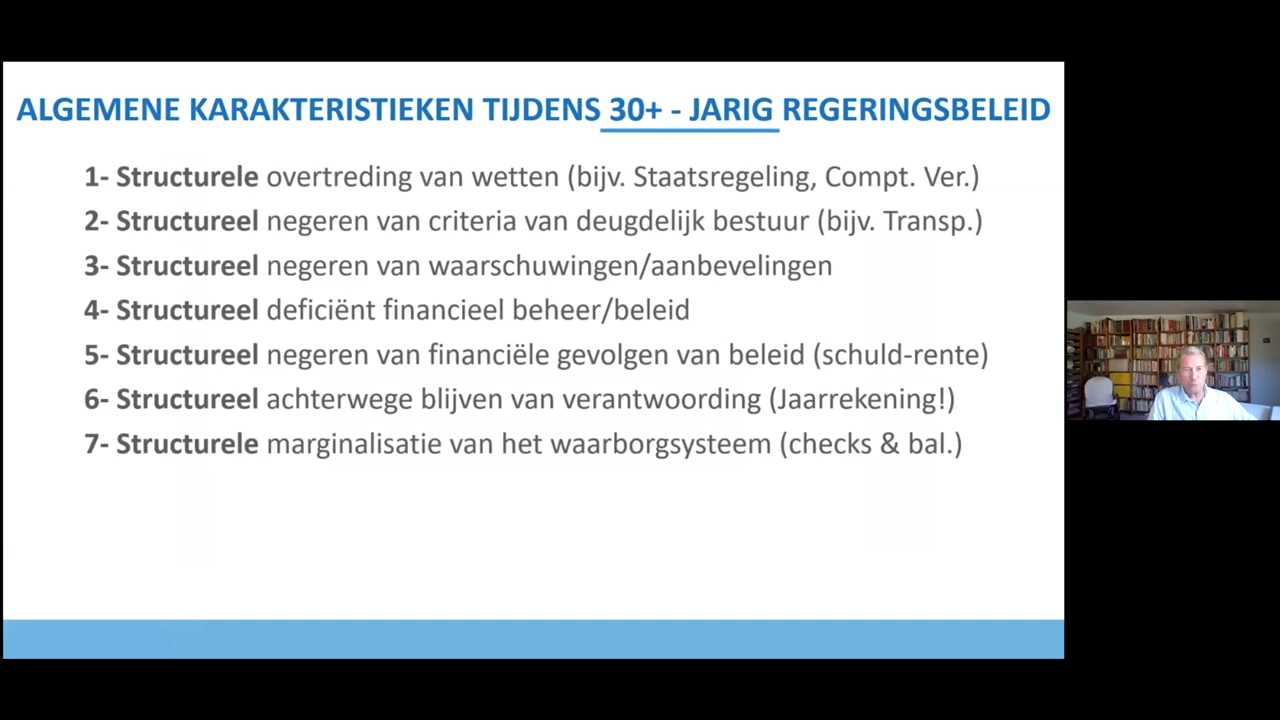 ALGEMENE KARAKTERISTIEKEN TIJDENS 30+ - JARIG REGERINGSBELEID
1- Structurele overtreding van wetten (bijv. Staatsregeling, Compt. Ver.)
2- Structureel negeren van criteria van deugdelijk bestuur (bijv. Transp.)
3- Structureel negeren van waarschuwingen/aanbevelingen
4- Structureel deficiënt financieel beheer/beleid
5- Structureel negeren van financiële gevolgen van beleid (schuld-rente)
6- Structureel achterwege blijven van verantwoording (Jaarrekening!)
7- Structurele marginalisatie van het waarborgsysteem (checks & bal.)